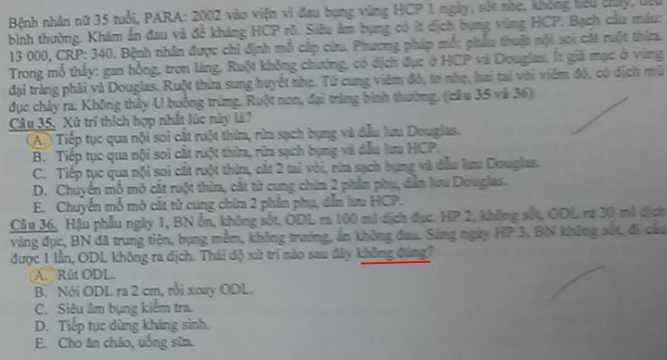 Bệnh nhân nữ 35 tuổi, PARA: 2002 vào viện vì đau bụng vùng HCP 1 ngày, sốt nhẹ, không tiêu chảy, tiểu
bình thường. Khám ấn đau và đề kháng HCP rõ. Siêu âm bụng có ít dịch bụng vùng HCP. Bạch cầu máu:
13 000, CRP: 340. Bệnh nhân được chỉ định mổ cấp cứu. Phương pháp mổ: phẫu thuật nội soi cắt ruột thừa.
Trong mổ thấy: gan hồng, trơn láng. Ruột không chướng, có dịch đục ở HCP và Douglas. Ít giả mạc ở vùng
đại tràng phải và Douglas. Ruột thừa sung huyết nhẹ. Tử cung viêm đỏ, to nhẹ, hai tai vòi viêm đỏ, có dịch mủ
đục chảy ra. Không thấy U buồng trứng. Ruột non, đại tràng bình thường. (câu 35 và 36)
Câu 35. Xử trí thích hợp nhất lúc này là?
A. Tiếp tục qua nội soi cắt ruột thừa, rửa sạch bụng và dẫn lưu Douglas.
B. Tiếp tục qua nội soi cắt ruột thừa, rửa sạch bụng và dẫn lưu HCP.
C. Tiếp tục qua nội soi cắt ruột thừa, cắt 2 tai vòi, rửa sạch bụng và dẫn lưu Douglas.
D. Chuyển mổ mở cắt ruột thừa, cắt tử cung chừa 2 phần phụ, dẫn lưu Douglas.
E. Chuyển mổ mở cắt tử cung chừa 2 phần phụ, dẫn lưu HCP.
Câu 36. Hậu phẫu ngày 1, BN ổn, không sốt, ODL ra 100 ml dịch đục. HP 2, không sốt, ODL ra 30 ml dịch
vàng đục, BN đã trung tiện, bụng mềm, không trướng, ấn không đau. Sáng ngày HP 3, BN không sốt, đi cầu
được 1 lần, ODL không ra dịch. Thái độ xử trí nào sau đây không đúng?
A. Rút ODL.
B. Nới ODL ra 2 cm, rồi xoay ODL.
C. Siêu âm bụng kiểm tra.
D. Tiếp tục dùng kháng sinh.
E. Cho ăn cháo, uống sữa.